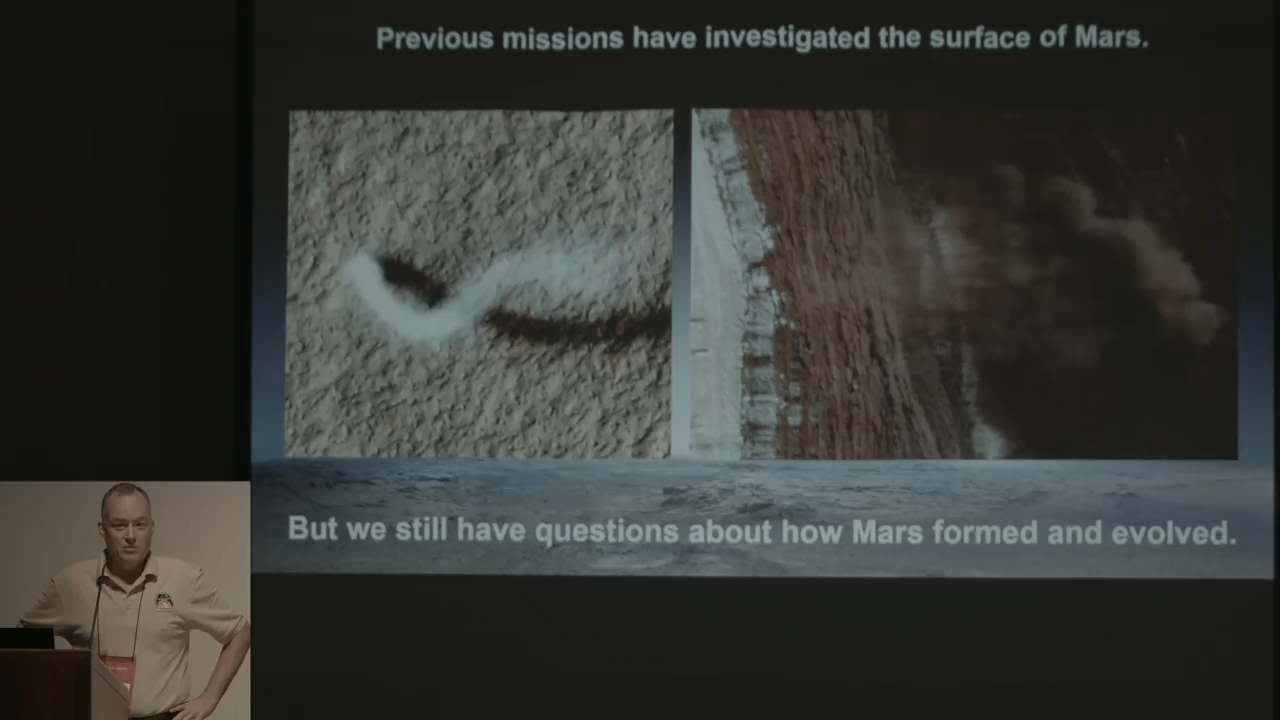 Previous missions have investigated the surface of Mars.
But we still have questions about how Mars formed and evolved.